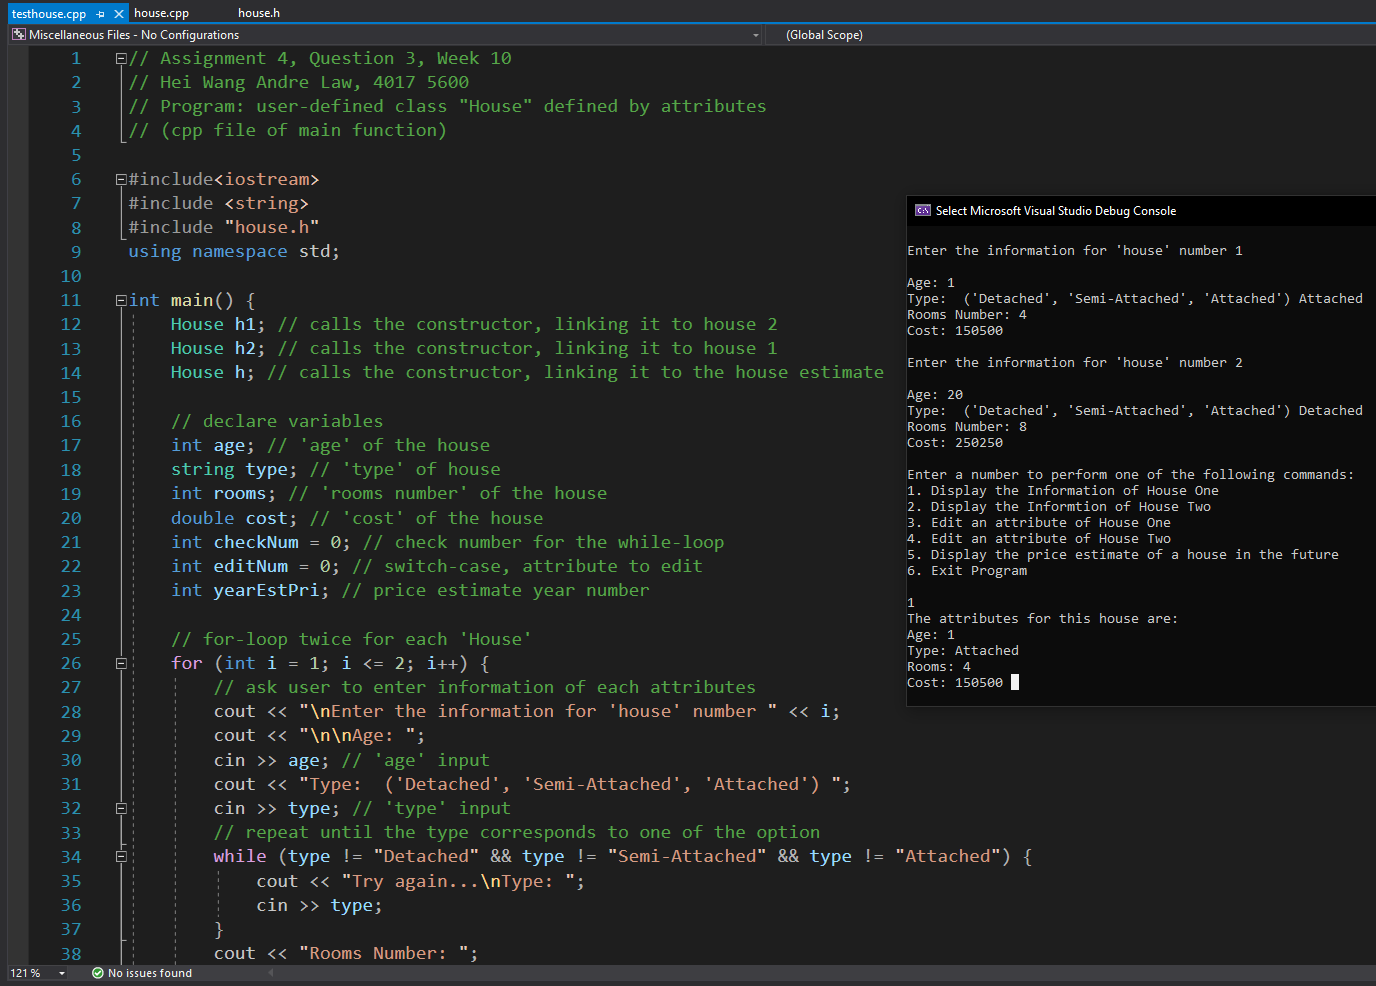 testhouse.cpp
house.cpp
house.h
Miscellaneous Files - No Configurations
(Global Scope)
1 // Assignment 4, Question 3, Week 10
2 // Hei Wang Andre Law, 4017 5600
3 // Program: user-defined class "House" defined by attributes
4 // (cpp file of main function)
5
6 #include<iostream>
7 #include <string>
8 #include "house.h"
9 using namespace std;
10
11 int main() {
12 House h1; // calls the constructor, linking it to house 2
13 House h2; // calls the constructor, linking it to house 1
14 House h; // calls the constructor, linking it to the house estimate
15
16 // declare variables
17 int age; // 'age' of the house
18 string type; // 'type' of house
19 int rooms; // 'rooms number' of the house
20 double cost; // 'cost' of the house
21 int checkNum = 0; // check number for the while-loop
22 int editNum = 0; // switch-case, attribute to edit
23 int yearEstPri; // price estimate year number
24
25 // for-loop twice for each 'House'
26 for (int i = 1; i <= 2; i++) {
27 // ask user to enter information of each attributes
28 cout << "\nEnter the information for 'house' number " << i;
29 cout << "\n\nAge: ";
30 cin >> age; // 'age' input
31 cout << "Type:  ('Detached', 'Semi-Attached', 'Attached') ";
32 cin >> type; // 'type' input
33 // repeat until the type corresponds to one of the option
34 while (type != "Detached" && type != "Semi-Attached" && type != "Attached") {
35 cout << "Try again...\nType: ";
36 cin >> type;
37 }
38 cout << "Rooms Number: ";
121 %
No issues found
Select Microsoft Visual Studio Debug Console
Enter the information for 'house' number 1
Age: 1
Type:  ('Detached', 'Semi-Attached', 'Attached') Attached
Rooms Number: 4
Cost: 150500
Enter the information for 'house' number 2
Age: 20
Type:  ('Detached', 'Semi-Attached', 'Attached') Detached
Rooms Number: 8
Cost: 250250
Enter a number to perform one of the following commands:
1. Display the Information of House One
2. Display the Informtion of House Two
3. Edit an attribute of House One
4. Edit an attribute of House Two
5. Display the price estimate of a house in the future
6. Exit Program
1
The attributes for this house are:
Age: 1
Type: Attached
Rooms: 4
Cost: 150500